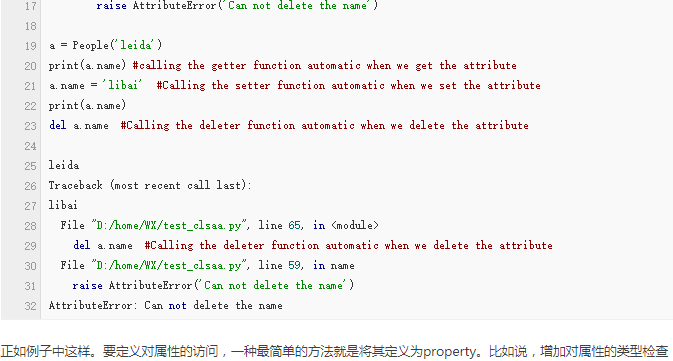 17 raise AttributeError('Can not delete the name')
18
19 a = People('leida')
20 print(a.name) #calling the getter function automatic when we get the attribute
21 a.name = 'libai'  #Calling the setter function automatic when we set the attribute
22 print(a.name)
23 del a.name  #Calling the deleter function automatic when we delete the attribute
24
25 leida
26 Traceback (most recent call last):
27 libai
28 File "D:/home/WX/test_clsaa.py", line 65, in <module>
29 del a.name  #Calling the deleter function automatic when we delete the attribute
30 File "D:/home/WX/test_clsaa.py", line 59, in name
31 raise AttributeError('Can not delete the name')
32 AttributeError: Can not delete the name
正如例子中这样。要定义对属性的访问，一种最简单的方法就是将其定义为property。比如说，增加对属性的类型检查